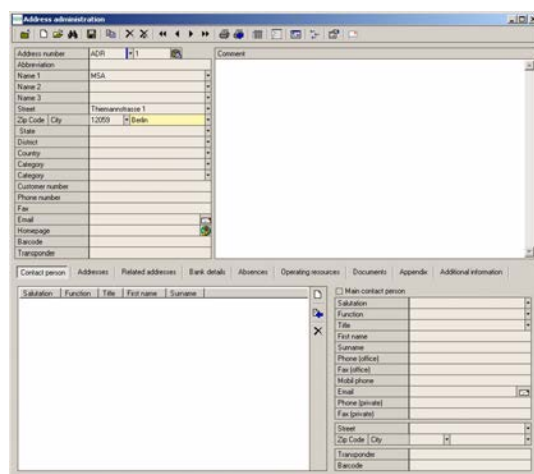 Address administration
Address number ADR 1
Comment
Abbreviation
Name 1 MSA
Name 2
Name 3
Street Thiemannstrasse 1
Zip Code City 12059 Berlin
State
District
Country
Category
Category
Customer number
Phone number
Fax
Email
Homepage
Barcode
Transponder
Contact person Addresses Related addresses Bank details Absences Operating resources Documents Appendix Additional information
Salutation Function Title First name Surname
Main contact person
Salutation
Function
Title
First name
Surname
Phone (office)
Fax (office)
Mobil phone
Email
Phone (private)
Fax (private)
Street
Zip Code City
Transponder
Barcode